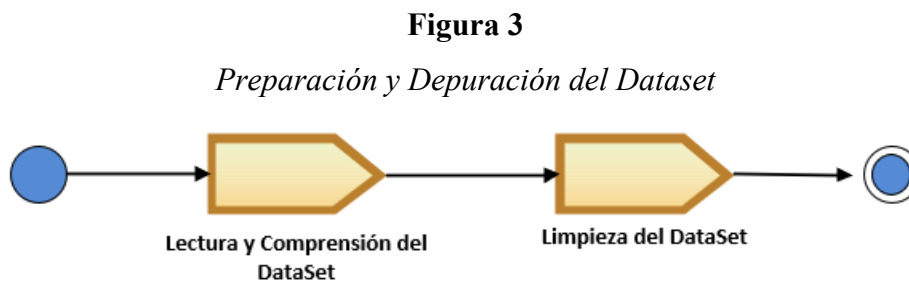 Figura 3
Preparación y Depuración del Dataset
Lectura y Comprensión del
DataSet
Limpieza del DataSet